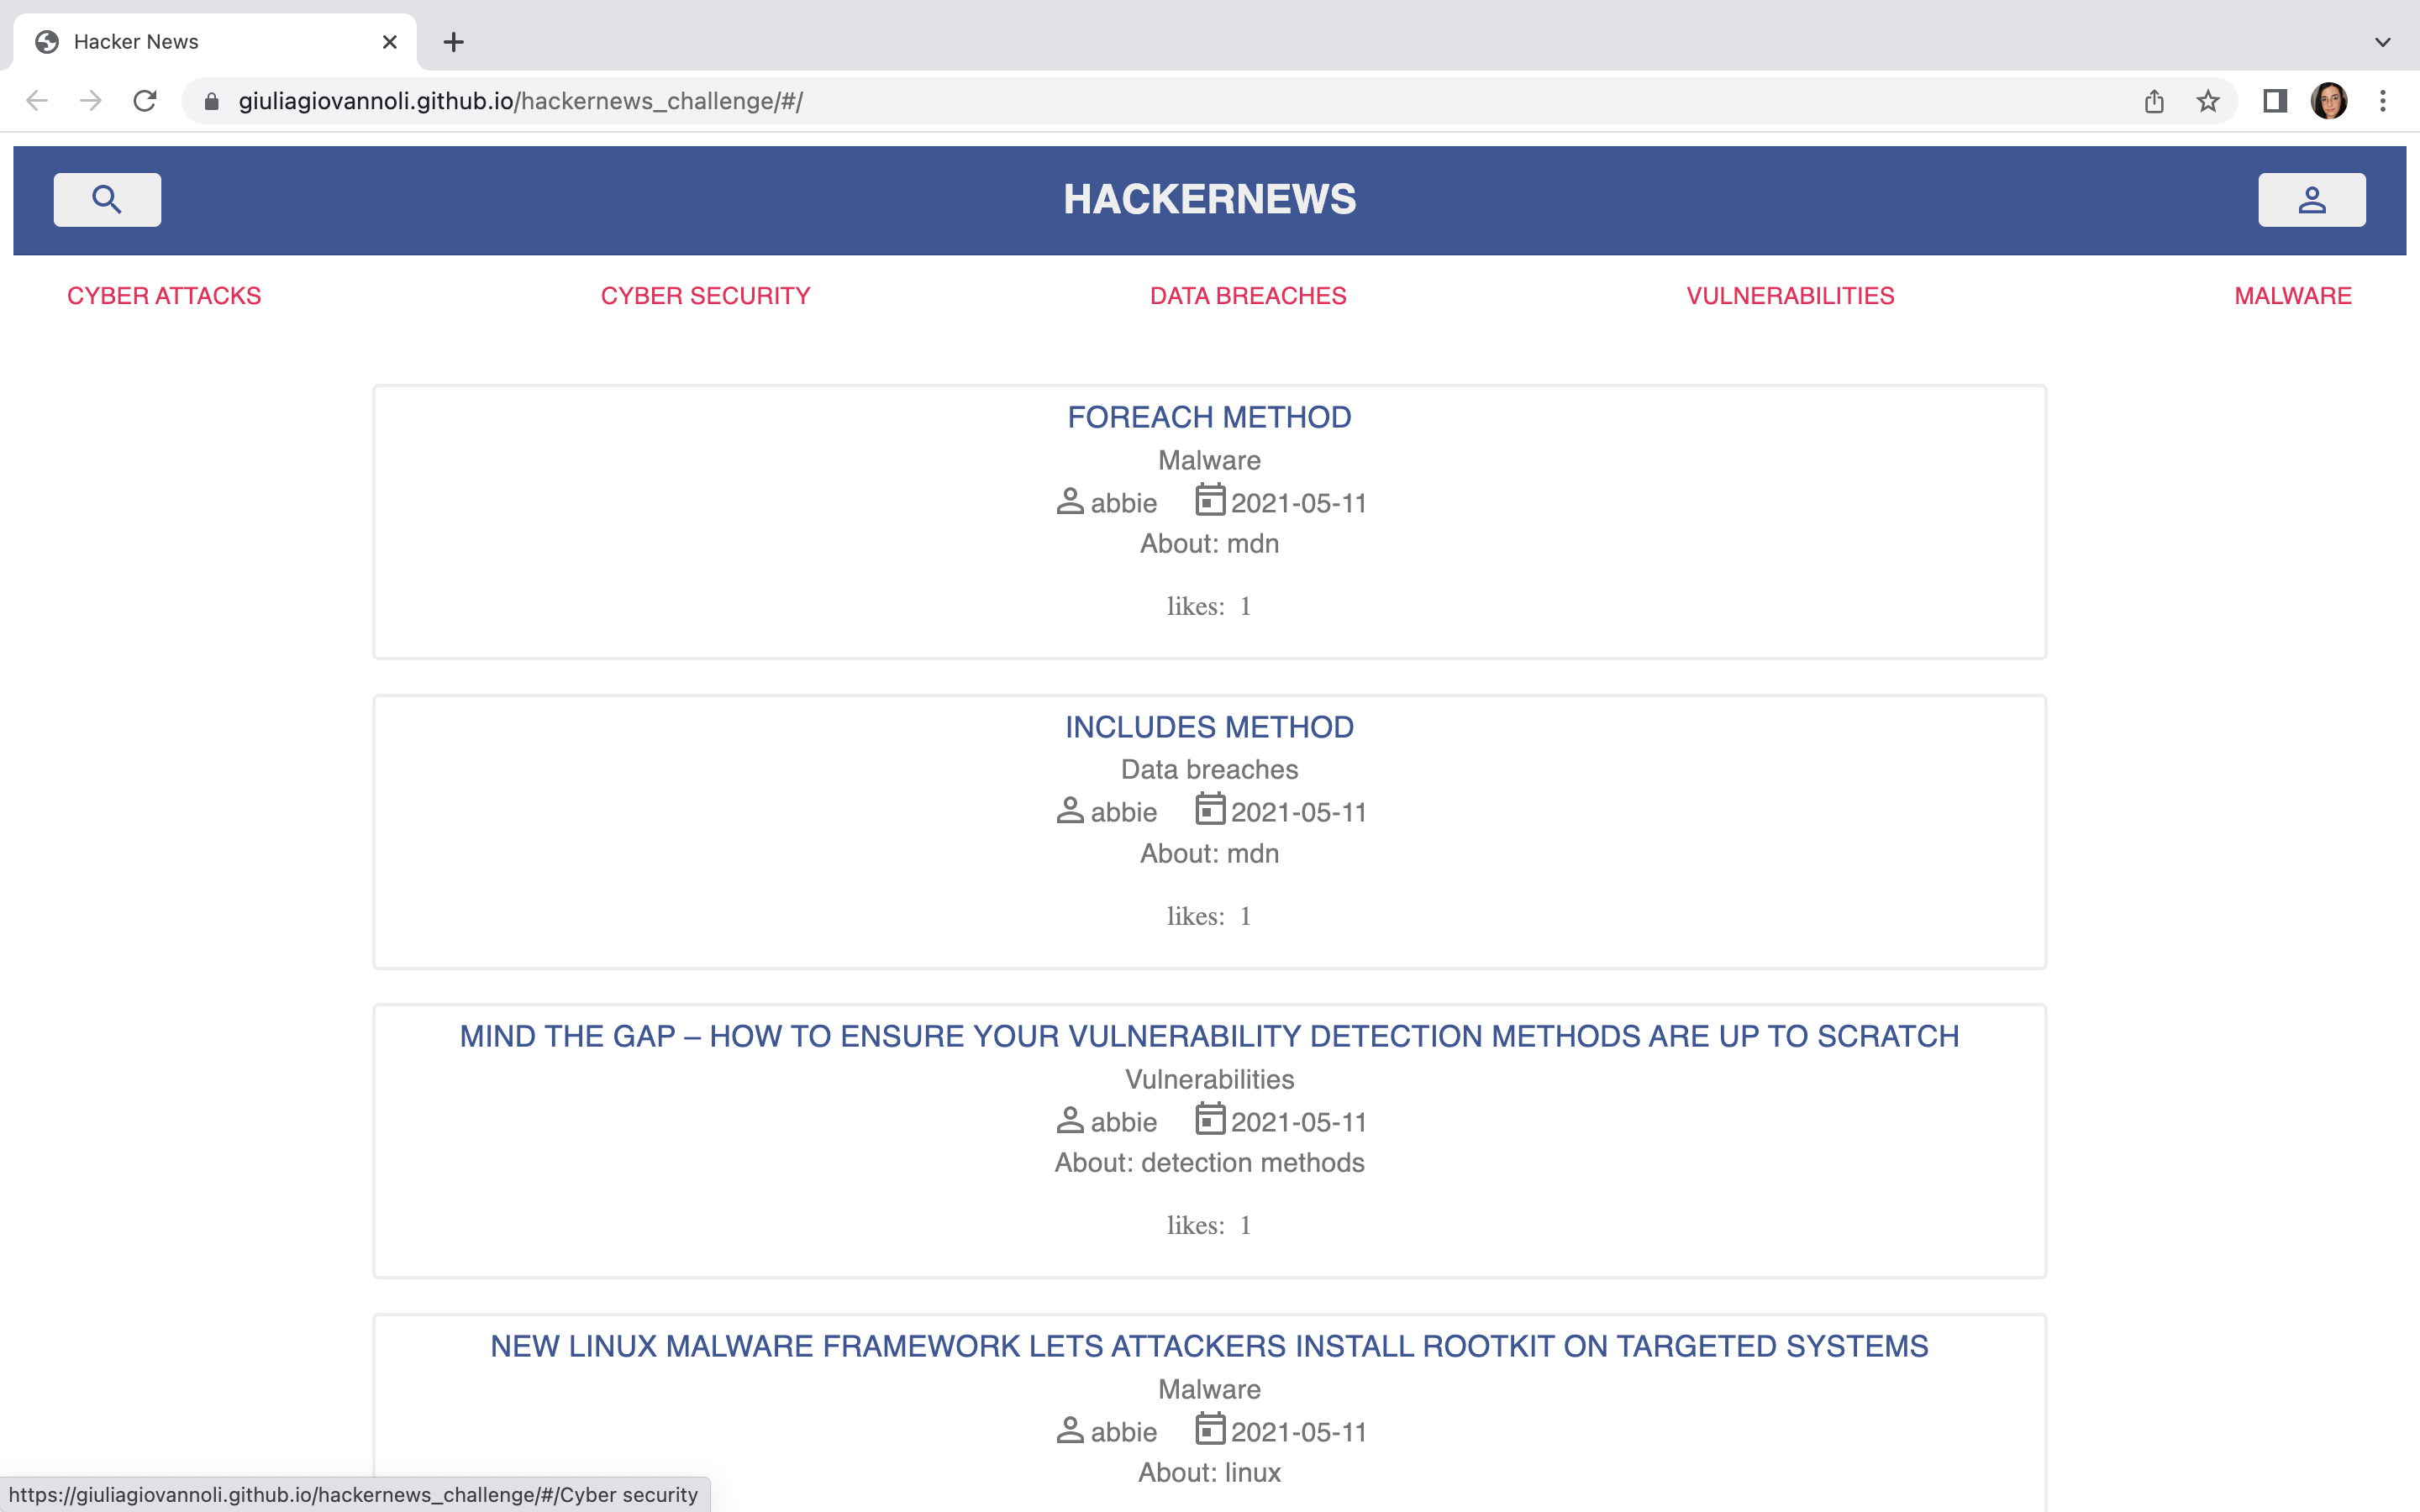 Hacker News
giuliagiovannoli.github.io/hackernews_challenge/#/
HACKERNEWS
CYBER ATTACKS CYBER SECURITY DATA BREACHES VULNERABILITIES MALWARE
FOREACH METHOD
Malware
abbie 2021-05-11
About: mdn
likes: 1
INCLUDES METHOD
Data breaches
abbie 2021-05-11
About: mdn
likes: 1
MIND THE GAP – HOW TO ENSURE YOUR VULNERABILITY DETECTION METHODS ARE UP TO SCRATCH
Vulnerabilities
abbie 2021-05-11
About: detection methods
likes: 1
NEW LINUX MALWARE FRAMEWORK LETS ATTACKERS INSTALL ROOTKIT ON TARGETED SYSTEMS
Malware
abbie 2021-05-11
About: linux
https://giuliagiovannoli.github.io/hackernews_challenge/#/Cyber security